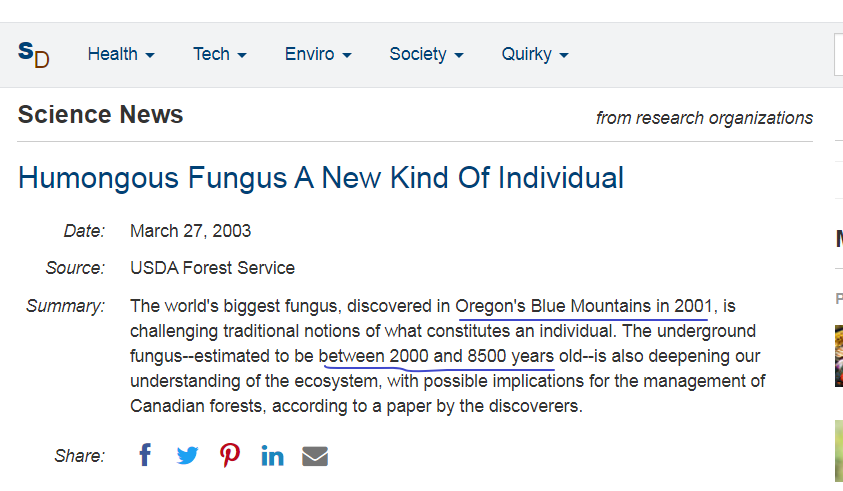 SD
Health Tech Enviro Society Quirky
Science News
from research organizations
Humongous Fungus A New Kind Of Individual
Date: March 27, 2003
Source: USDA Forest Service
Summary: The world's biggest fungus, discovered in Oregon's Blue Mountains in 2001, is
challenging traditional notions of what constitutes an individual. The underground
fungus--estimated to be between 2000 and 8500 years old--is also deepening our
understanding of the ecosystem, with possible implications for the management of
Canadian forests, according to a paper by the discoverers.
Share: